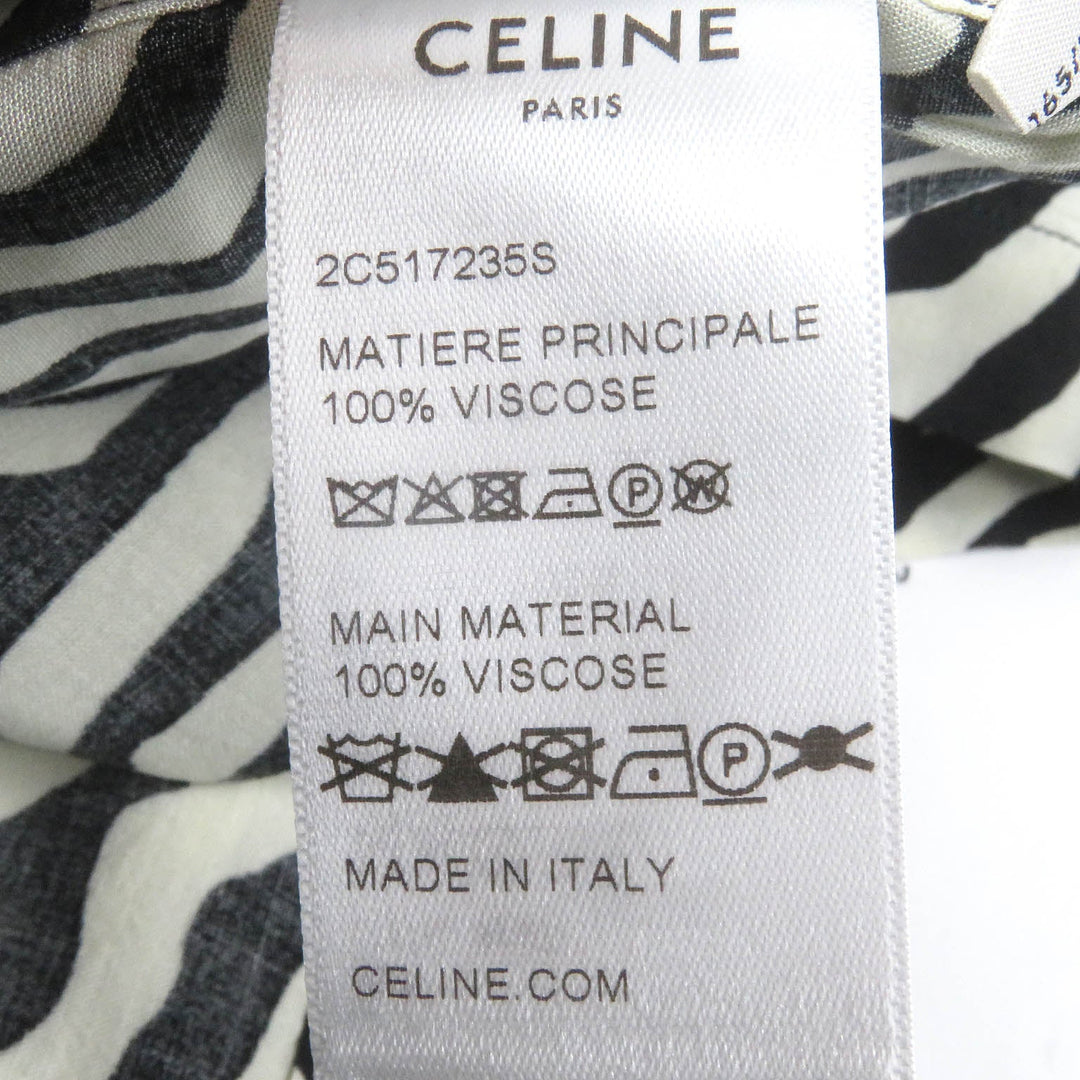 CELINE
PARIS
2C517235S
MATIERE PRINCIPALE
100% VISCOSE
P W
MAIN MATERIAL
100% VISCOSE
P
MADE IN ITALY
CELINE.COM